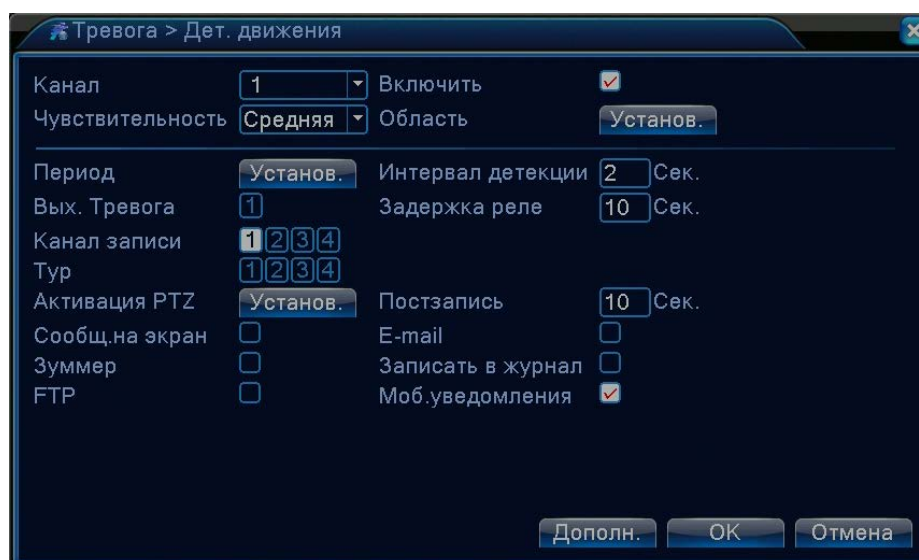 Тревога > Дет. движения
Канал 1 Включить
Чувствительность Средняя Область Установ.
Период Установ. Интервал детекции 2 Сек.
Вых. Тревога 1 Задержка реле 10 Сек.
Канал записи 1 2 3 4
Тур 1 2 3 4
Активация PTZ Установ. Постзапись 10 Сек.
Сообщ.на экран E-mail
Зуммер Записать в журнал
FTP Моб.уведомления
Дополн. OK Отмена